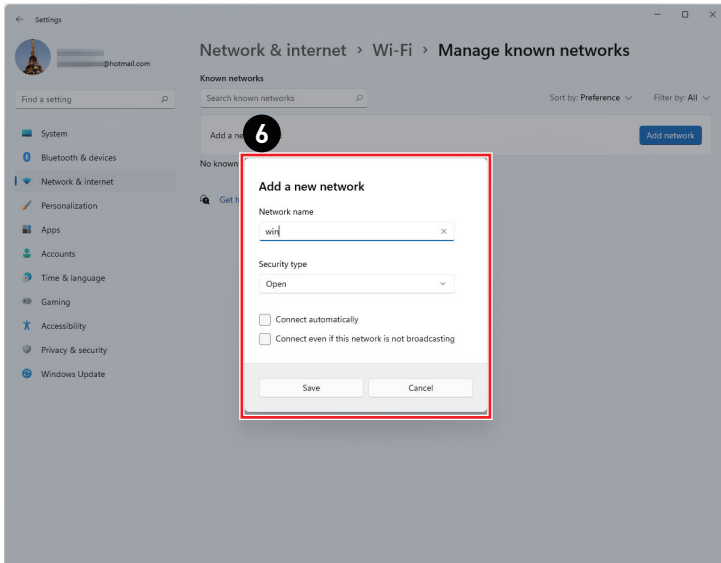 Settings
@hotmail.com
Find a setting
System
Bluetooth & devices
Network & internet
Personalization
Apps
Accounts
Time & language
Gaming
Accessibility
Privacy & security
Windows Update
Network & internet > Wi-Fi > Manage known networks
Known networks
Search known networks
Sort by: Preference
Filter by: All
Add a ne
Add network
6
No known
Get h
Add a new network
Network name
win
Security type
Open
Connect automatically
Connect even if this network is not broadcasting
Save
Cancel